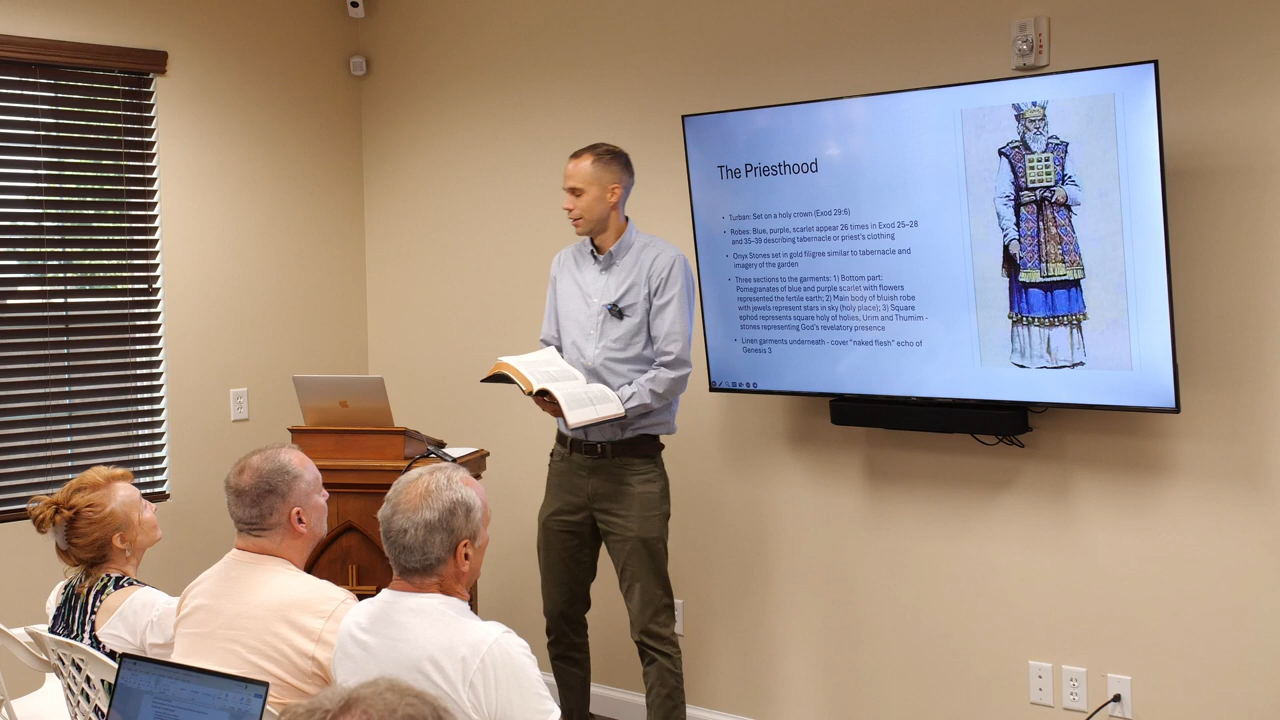 FIRE
The Priesthood
• Turban: Set on a holy crown (Exod 29:6)
• Robes: Blue, purple, scarlet appear 26 times in Exod 25–28
and 35–39 describing tabernacle or priest's clothing
• Onyx Stones set in gold filigree similar to tabernacle and
imagery of the garden
• Three sections to the garments: 1) Bottom part:
Pomegranates of blue and purple scarlet with flowers
represented the fertile earth; 2) Main body of bluish robe
with jewels represent stars in sky (holy place); 3) Square
ephod represents square holy of holies, Urim and Thumim -
stones representing God's revelatory presence
• Linen garments underneath - cover "naked flesh" echo of
Genesis 3